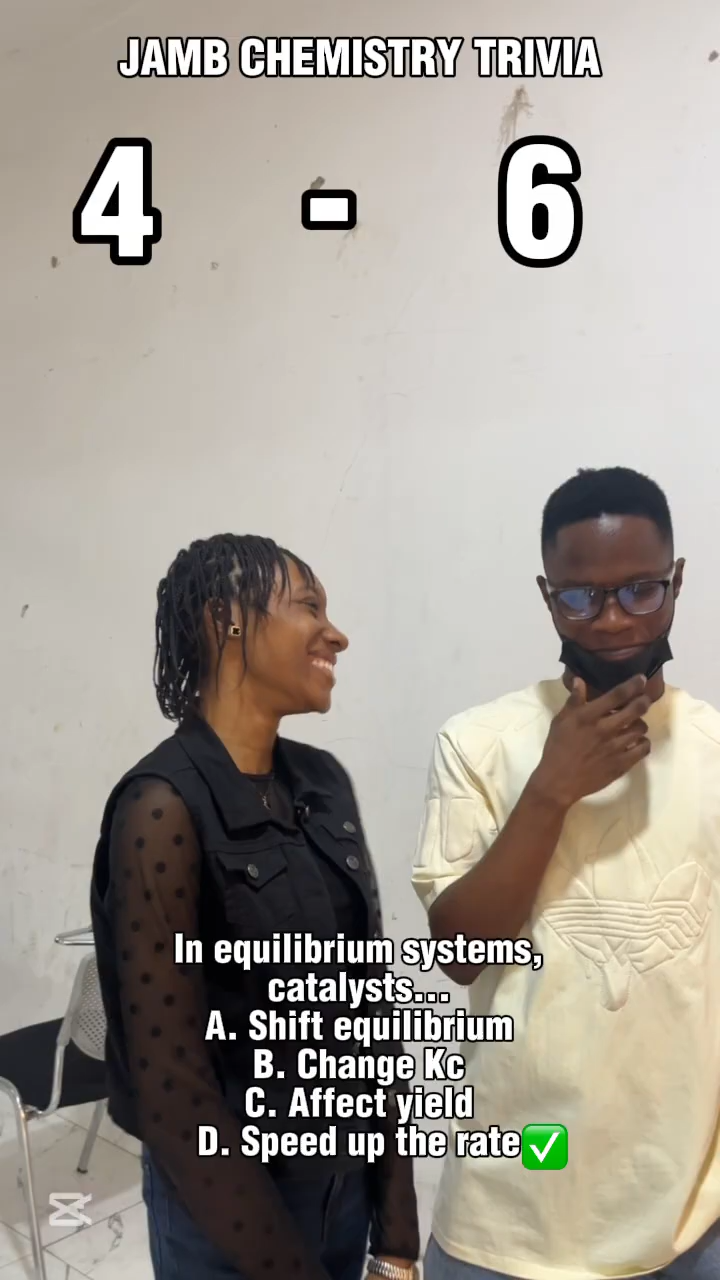 JAMB CHEMISTRY TRIVIA
4 - 6
In equilibrium systems,
catalysts...
A. Shift equilibrium
B. Change Kc
C. Affect yield
D. Speed up the rate✅